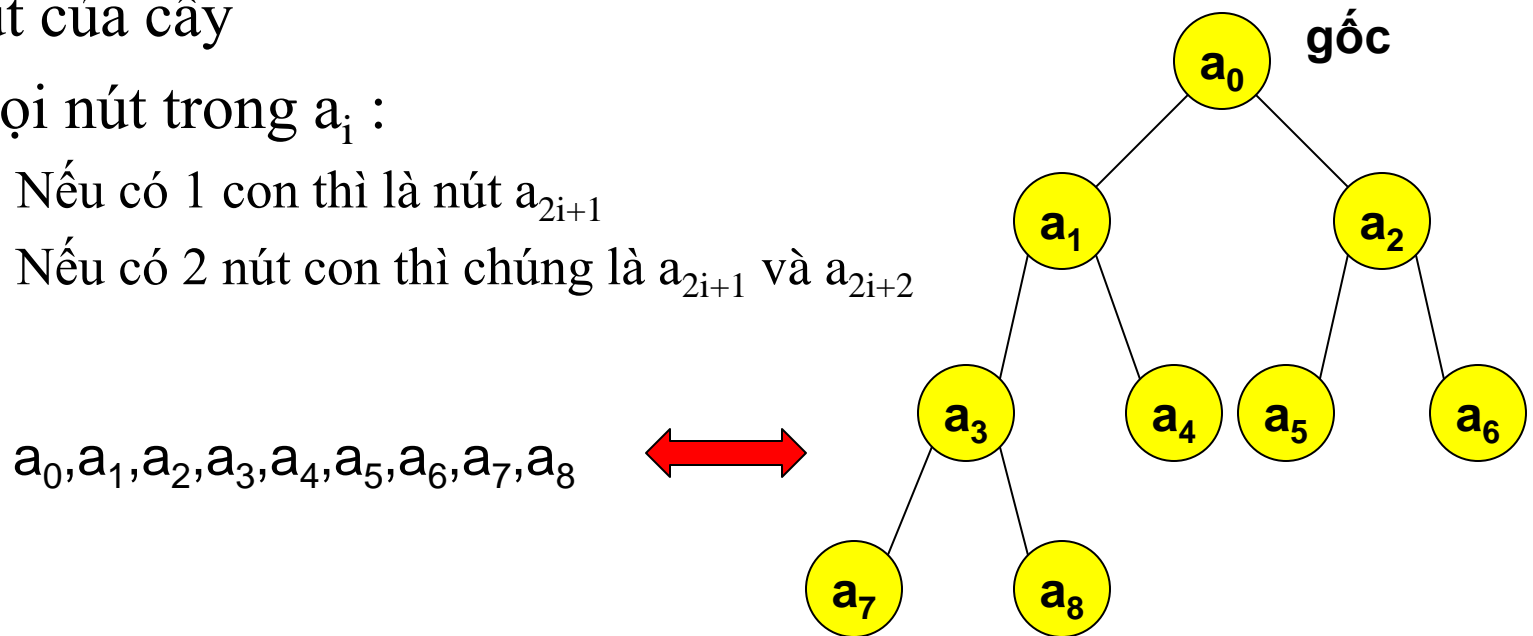 của cây
nút trong aᵢ :
Nếu có 1 con thì là nút a₂ᵢ₊₁
Nếu có 2 nút con thì chúng là a₂ᵢ₊₁ và a₂ᵢ₊₂
a₀,a₁,a₂,a₃,a₄,a₅,a₆,a₇,a₈
gốc
a₀
a₁
a₂
a₃
a₄
a₅
a₆
a₇
a₈